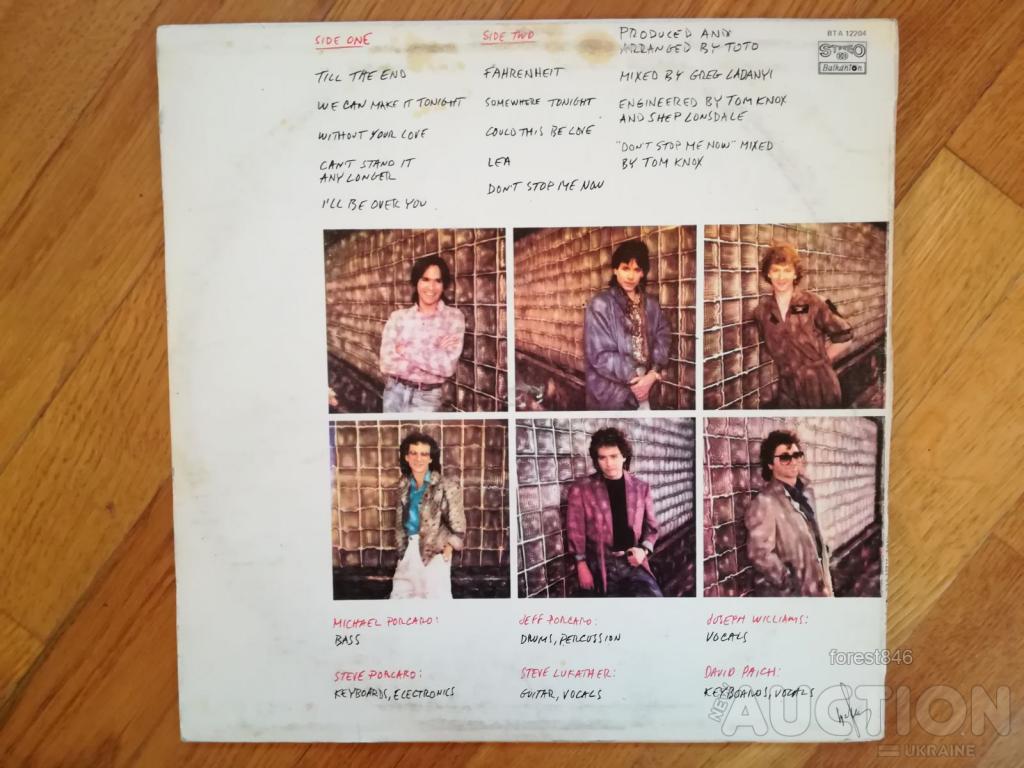 SIDE ONE
TILL THE END
WE CAN MAKE IT TONIGHT
WITHOUT YOUR LOVE
CAN'T STAND IT
ANY LONGER
I'LL BE OVER YOU
SIDE TWO
FAHRENHEIT
SOMEWHERE TONIGHT
COULD THIS BE LOVE
LEA
DON'T STOP ME NOW
PRODUCED AND
ARRANGED BY TOTO
MIXED BY GREG LADANYI
ENGINEERED BY TOM KNOX
AND SHEP LONSDALE
"DON'T STOP ME NOW" MIXED
BY TOM KNOX
BTA 12204
STEREO
Balkanton
MICHAEL PORCARO:
BASS
JEFF PORCARO:
DRUMS, PERCUSSION
JOSEPH WILLIAMS:
VOCALS
STEVE PORCARO:
KEYBOARDS, ELECTRONICS
STEVE LUKATHER:
GUITAR, VOCALS
DAVID PAICH:
KEYBOARDS, VOCALS
forest846
NEW AUCTION
UKRAINE